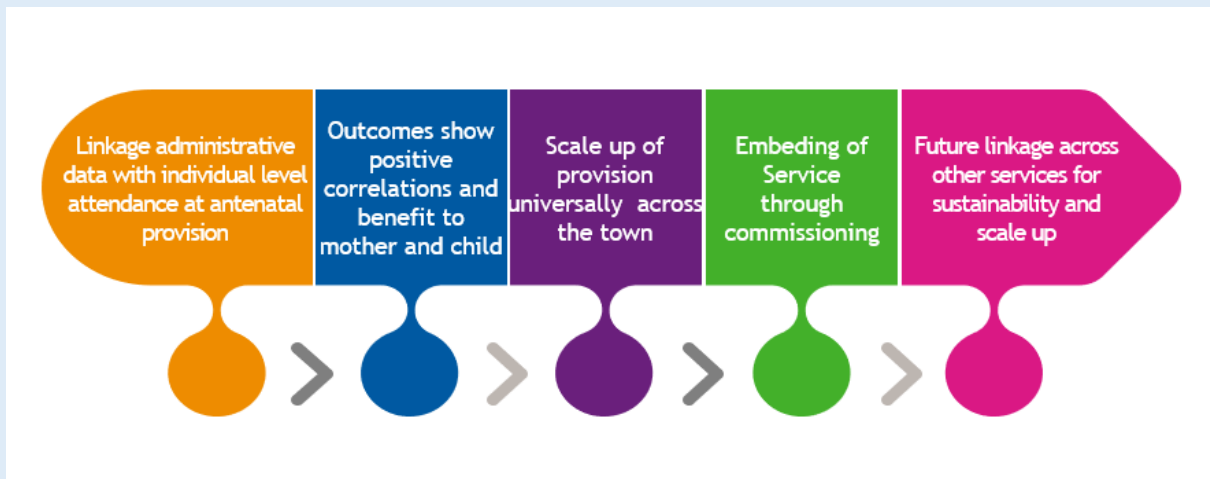 Linkage administrative
data with individual level
attendance at antenatal
provision
Outcomes show
positive
correlations and
benefit to
mother and child
Scale up of
provision
universally across
the town
Embeding of
Service
through
commissioning
Future linkage across
other services for
sustainability and
scale up